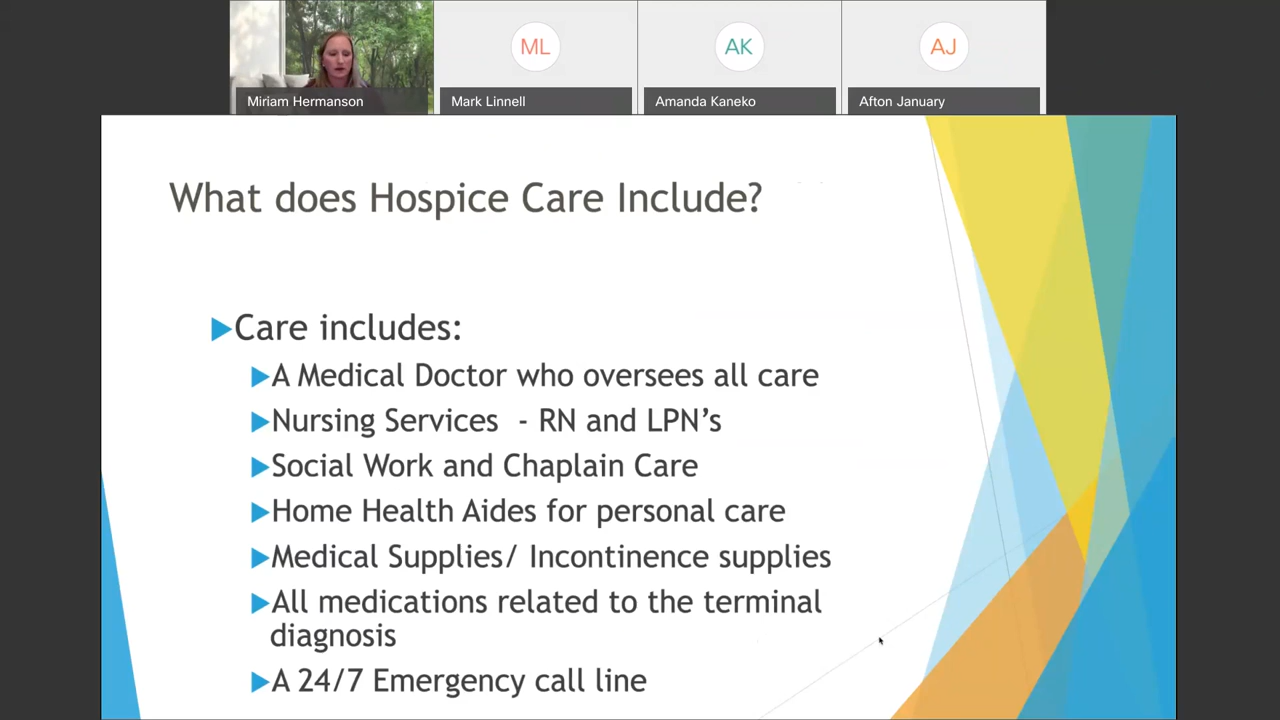 ML
AK
AJ
Miriam Hermanson
Mark Linnell
Amanda Kaneko
Afton January
What does Hospice Care Include?
Care includes:
A Medical Doctor who oversees all care
Nursing Services - RN and LPN’s
Social Work and Chaplain Care
Home Health Aides for personal care
Medical Supplies/ Incontinence supplies
All medications related to the terminal
diagnosis
A 24/7 Emergency call line